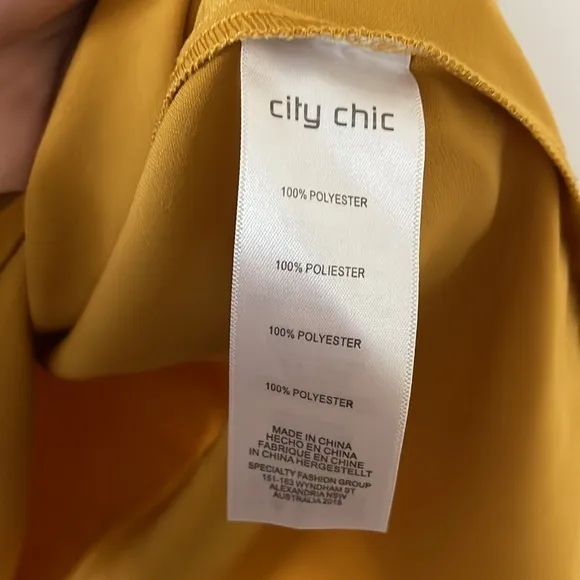 city chic
100% POLYESTER
100% POLIESTER
100% POLYESTER
100% POLYESTER
MADE IN CHINA
HECHO EN CHINA
FABRIQUE EN CHINE
IN CHINA HERGESTELLT
SPECIALTY FASHION GROUP
151-163 WYNDHAM ST
ALEXANDRIA NSW
AUSTRALIA 2015